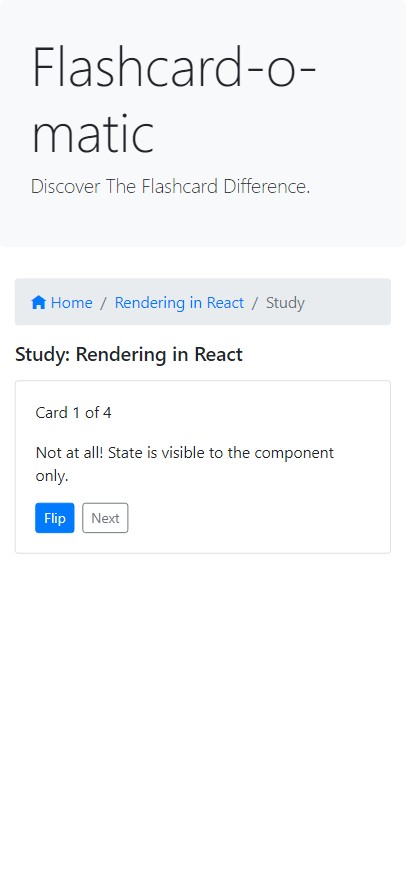 Flashcard-o-
matic
Discover The Flashcard Difference.
Home / Rendering in React / Study
Study: Rendering in React
Card 1 of 4
Not at all! State is visible to the component
only.
Flip Next